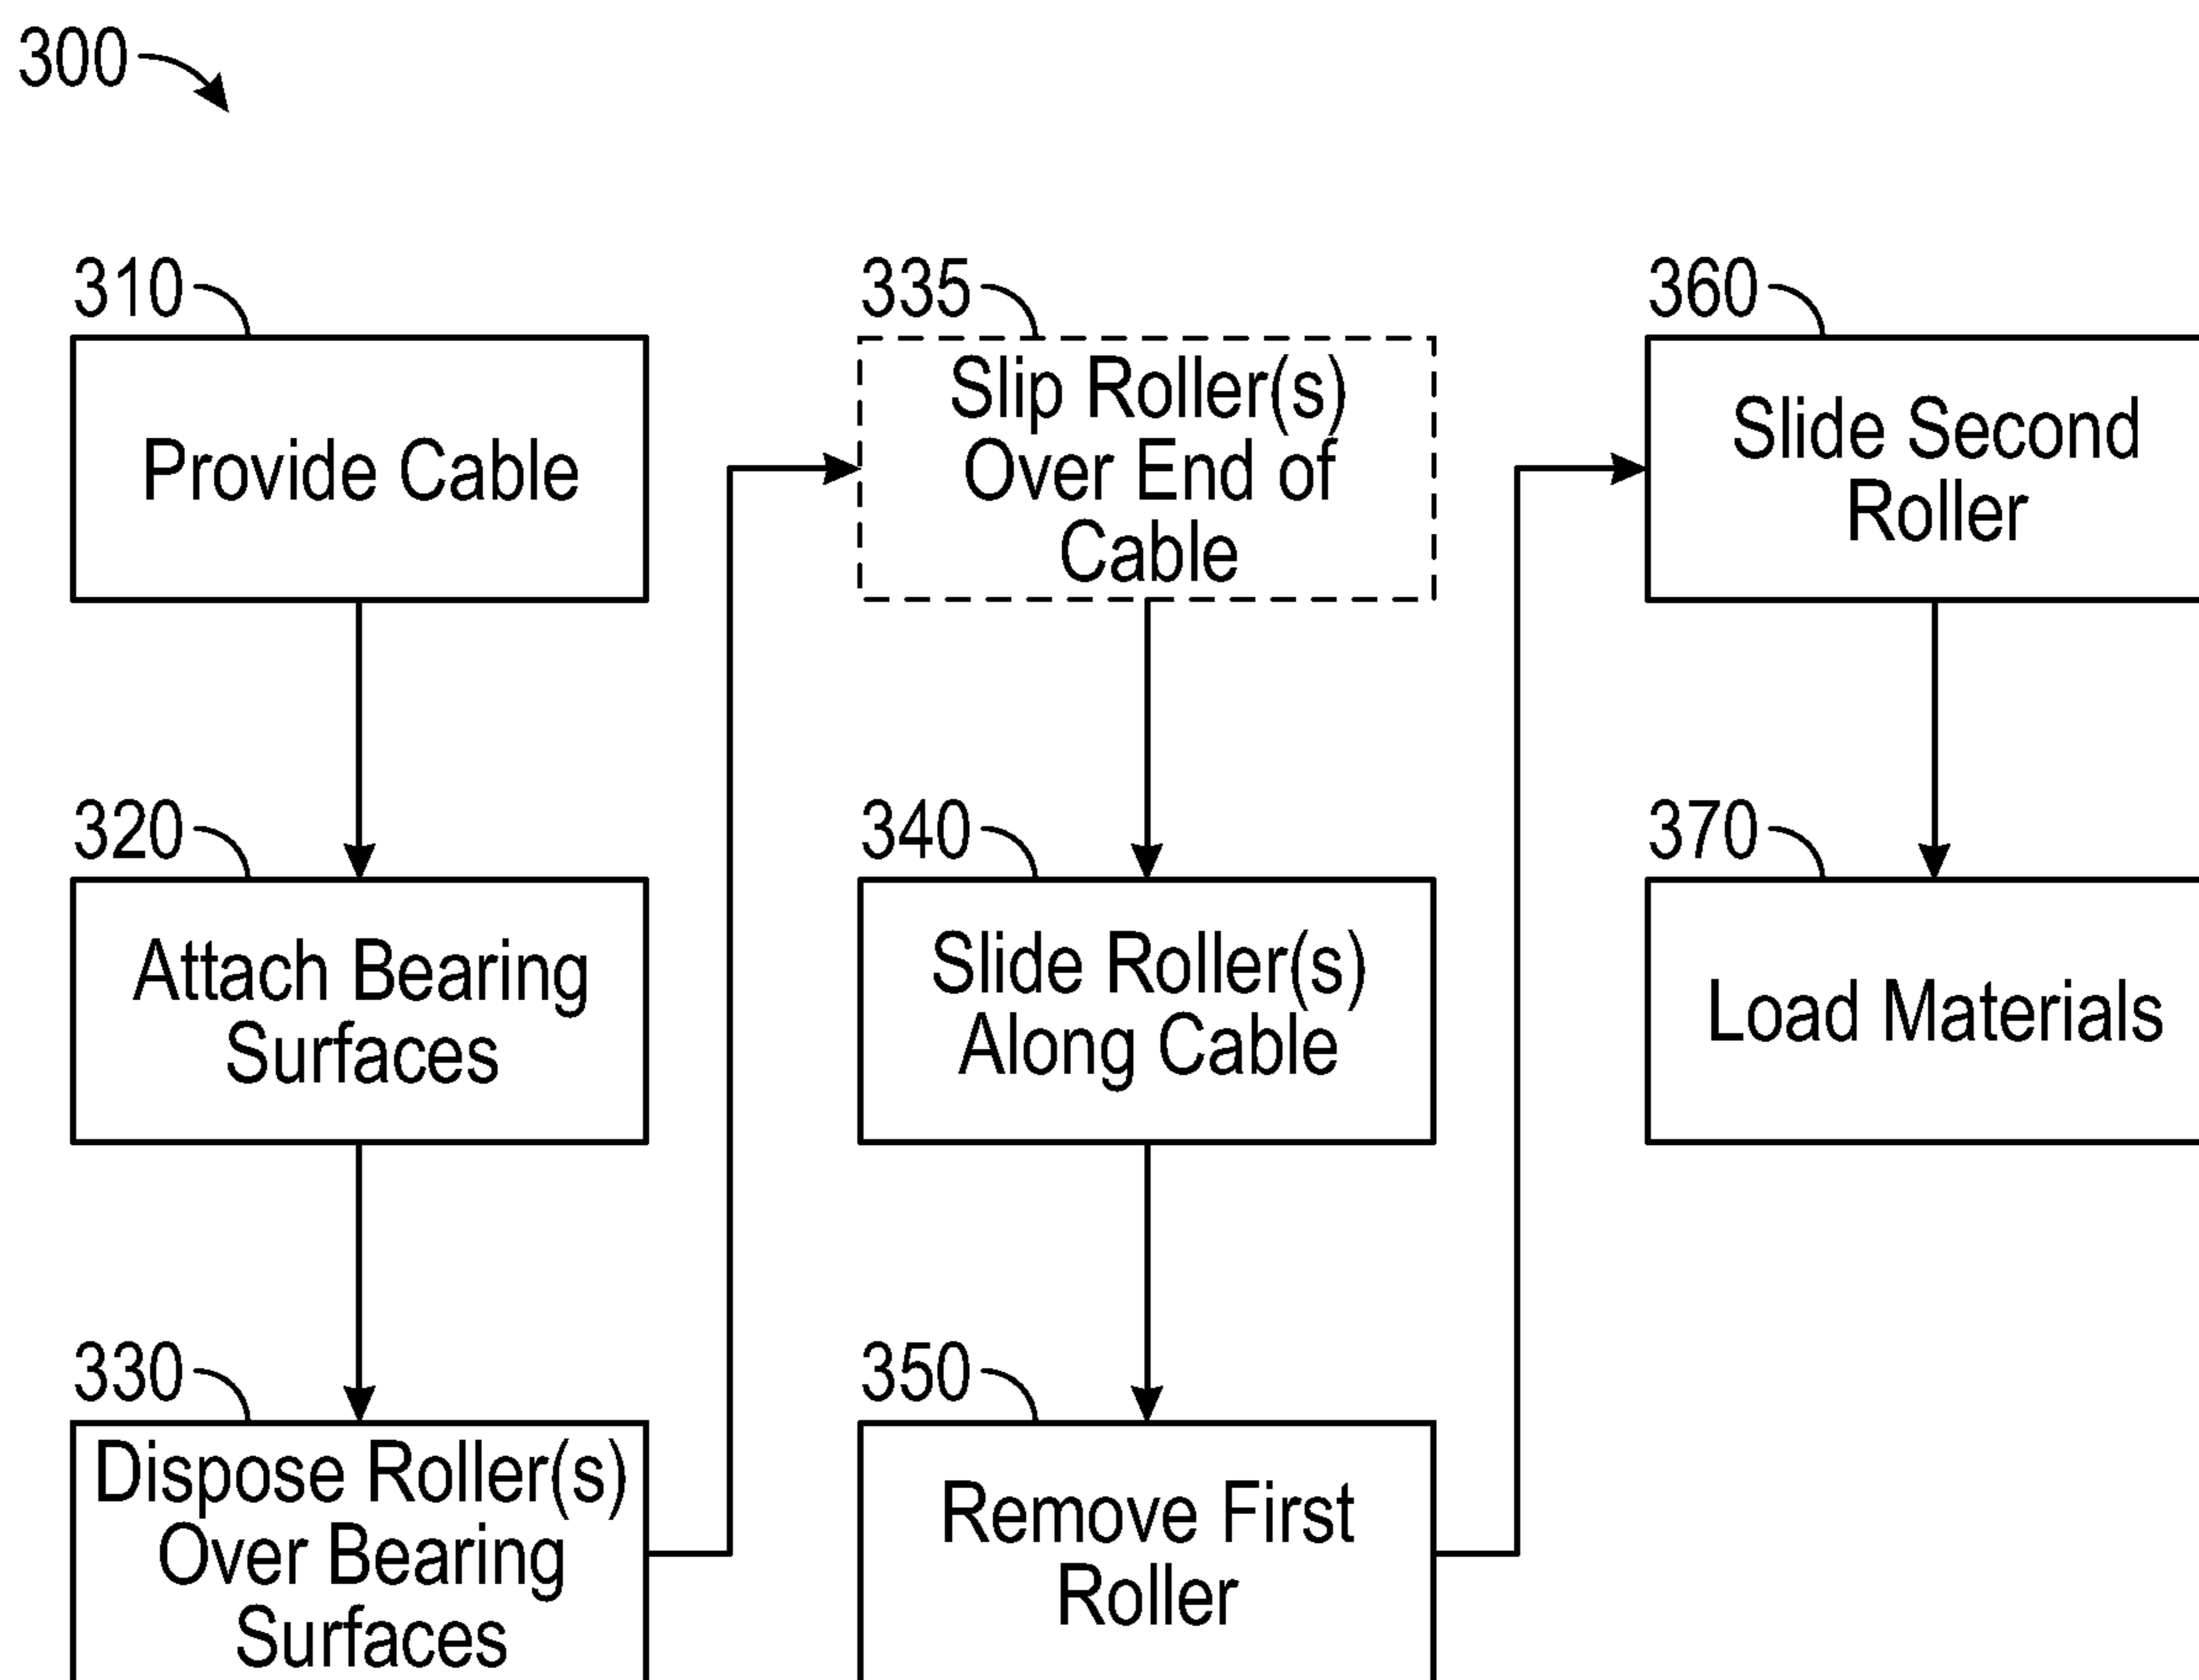 300
310
Provide Cable
320
Attach Bearing
Surfaces
330
Dispose Roller(s)
Over Bearing
Surfaces
335
Slip Roller(s)
Over End of
Cable
340
Slide Roller(s)
Along Cable
350
Remove First
Roller
360
Slide Second
Roller
370
Load Materials